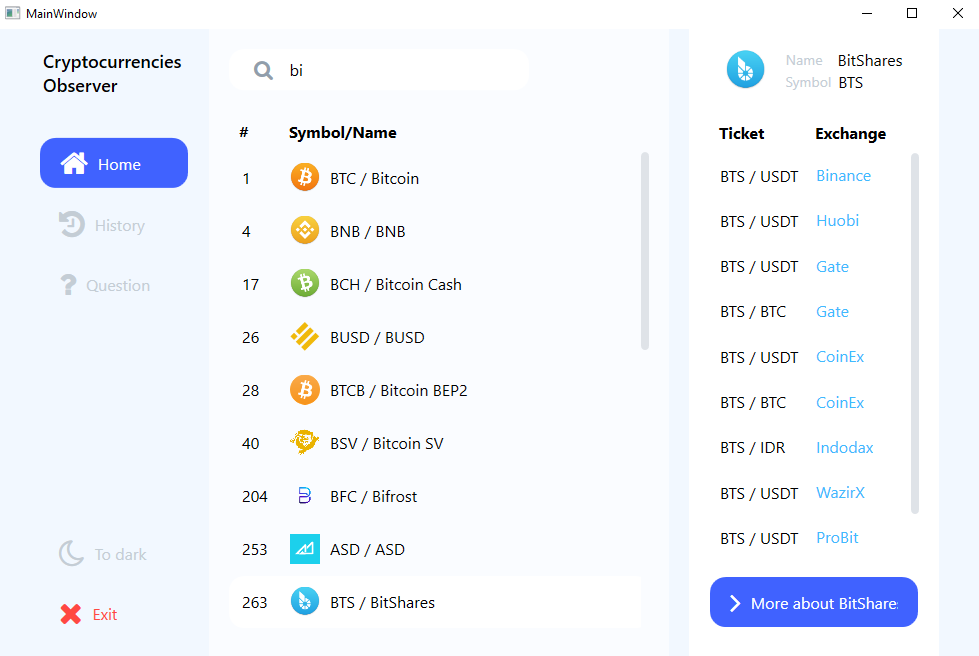 MainWindow
Cryptocurrencies
Observer
Home
History
Question
To dark
Exit
bi
# Symbol/Name
1 BTC / Bitcoin
4 BNB / BNB
17 BCH / Bitcoin Cash
26 BUSD / BUSD
28 BTCB / Bitcoin BEP2
40 BSV / Bitcoin SV
204 BFC / Bifrost
253 ASD / ASD
263 BTS / BitShares
Name BitShares
Symbol BTS
Ticket Exchange
BTS / USDT Binance
BTS / USDT Huobi
BTS / USDT Gate
BTS / BTC Gate
BTS / USDT CoinEx
BTS / BTC CoinEx
BTS / IDR Indodax
BTS / USDT WazirX
BTS / USDT ProBit
More about BitShare